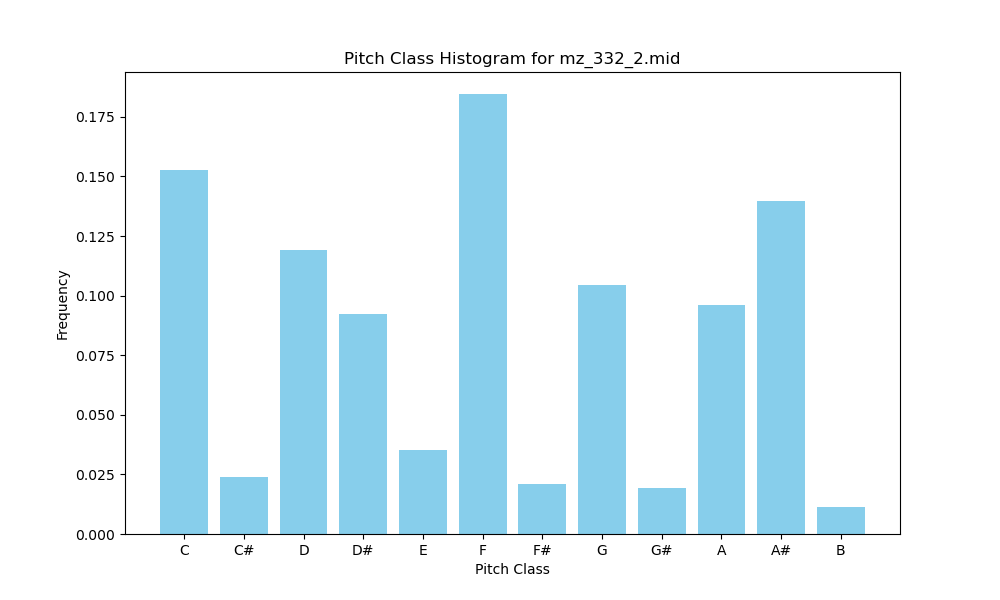 Pitch Class Histogram for mz_332_2.mid
Frequency
0.175
0.150
0.125
0.100
0.075
0.050
0.025
0.000
C C# D D# E F F# G G# A A# B
Pitch Class